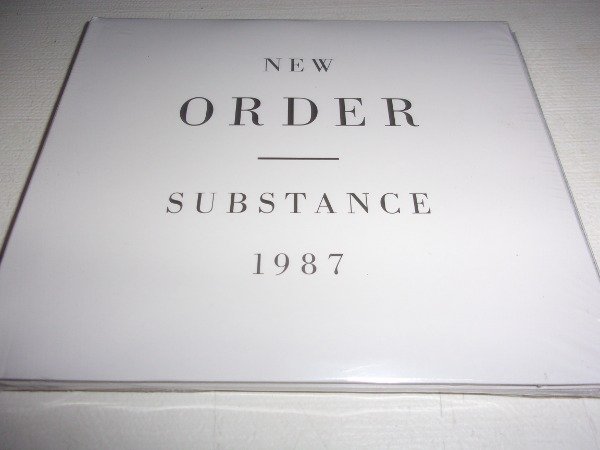 NEW
ORDER
SUBSTANCE
1987